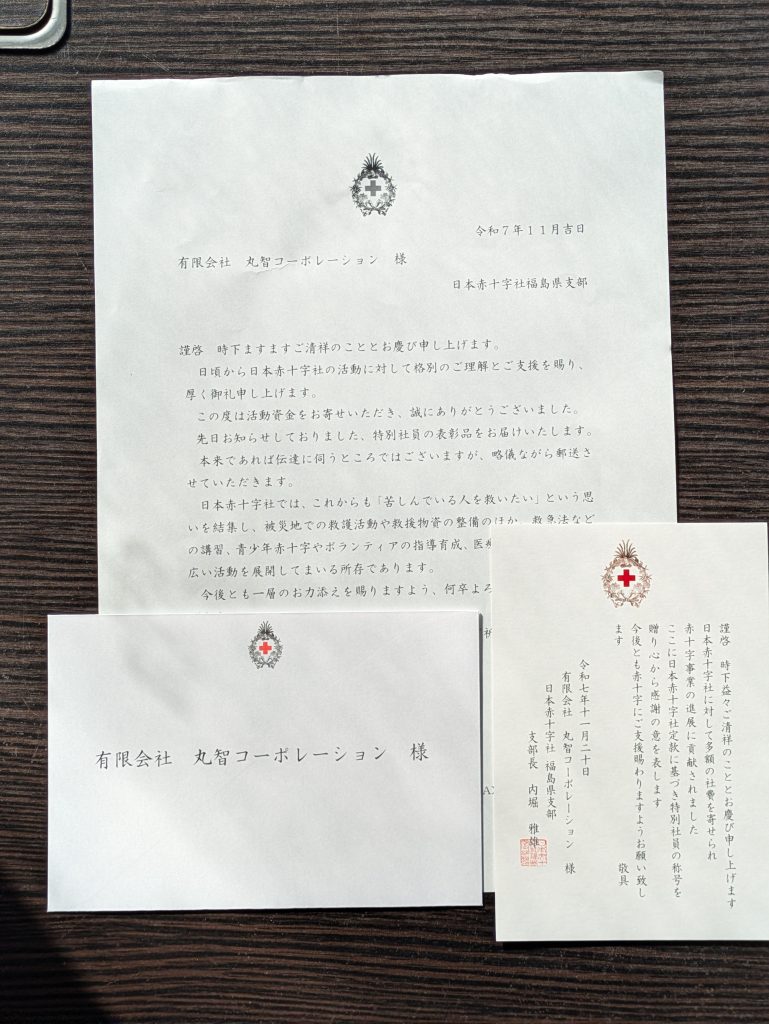 令和７年１１月吉日
有限会社　丸智コーポレーション　様
日本赤十字社福島県支部
謹啓　時下ますますご清祥のこととお慶び申し上げます。
日頃から日本赤十字社の活動に対して格別のご理解とご支援を賜り、
厚く御礼申し上げます。
この度は活動資金をお寄せいただき、誠にありがとうございました。
先日お知らせしておりました、特別社員の表彰品をお届けいたします。
本来であれば伝達に伺うところではございますが、略儀ながら郵送さ
せていただきます。
日本赤十字社では、これからも「苦しんでいる人を救いたい」という思
いを結集し、被災地での救護活動や救援物資の整備のほか、救急法など
の講習、青少年赤十字やボランティアの指導育成、医療
広い活動を展開してまいる所存であります。
今後とも一層のお力添えを賜りますよう、何卒よろ
有限会社　丸智コーポレーション　様
謹啓　時下益々ご清祥のこととお慶び申し上げます
日本赤十字社に対して多額の社費を寄せられ
赤十字事業の進展に貢献されました
ここに日本赤十字社定款に基づき特別社員の称号を
贈り心から感謝の意を表します
今後とも赤十字にご支援賜わりますようお願い致し
ます
敬具
令和七年十一月二十日
有限会社　丸智コーポレーション　様
日本赤十字社　福島県支部
支部長　内堀　雅雄